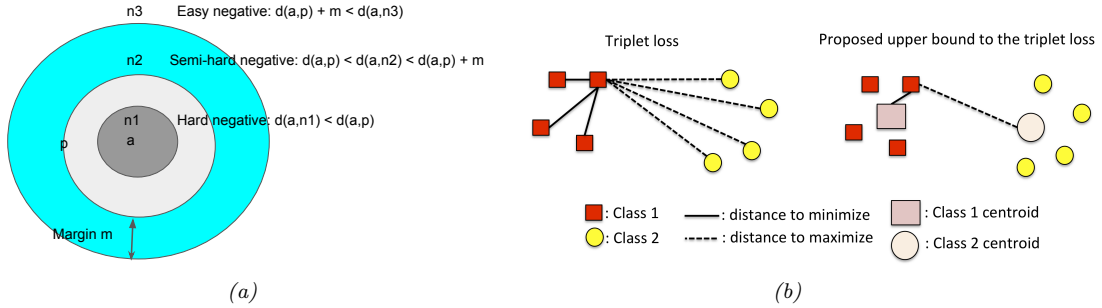 n3 Easy negative: d(a,p) + m < d(a,n3)
n2 Semi-hard negative: d(a,p) < d(a,n2) < d(a,p) + m
n1 Hard negative: d(a,n1) < d(a,p)
p a
Margin m
(a)
Triplet loss
Proposed upper bound to the triplet loss
: Class 1
: distance to minimize
: Class 1 centroid
: Class 2
: distance to maximize
: Class 2 centroid
(b)